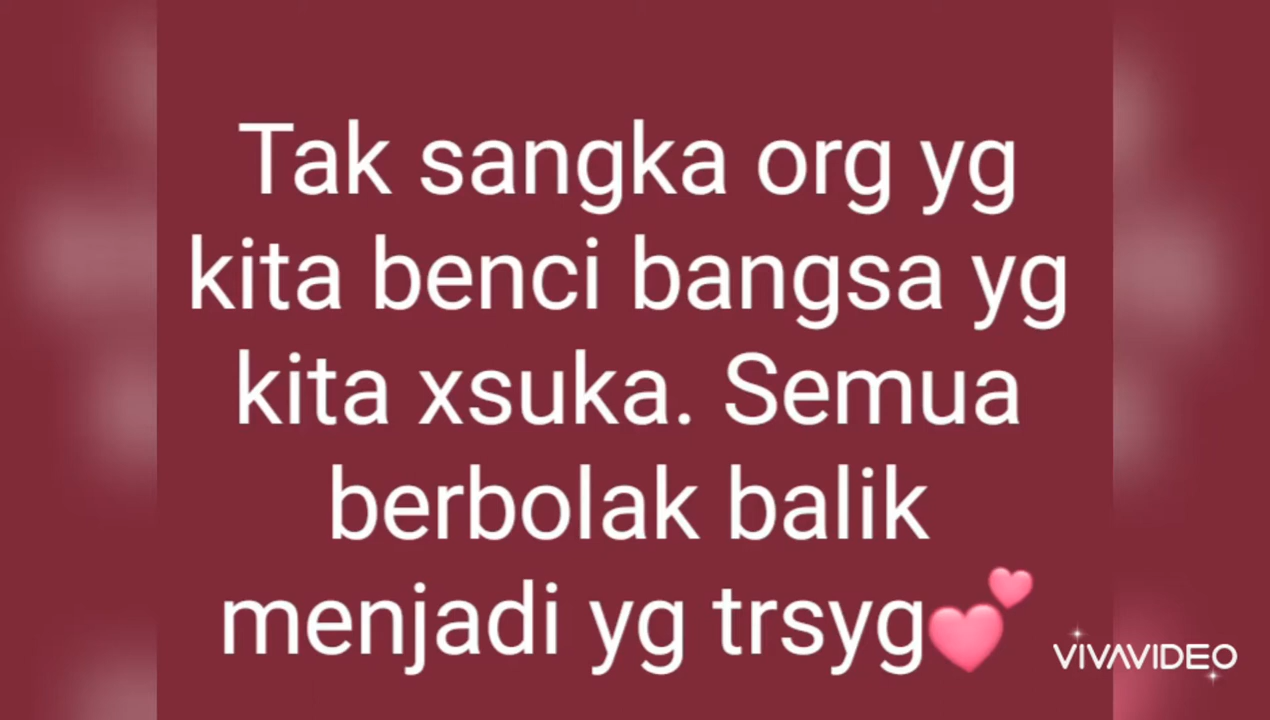 Tak sangka org yg
kita benci bangsa yg
kita xsuka. Semua
berbolak balik
menjadi yg trsyg💕
VIVAVIDEO